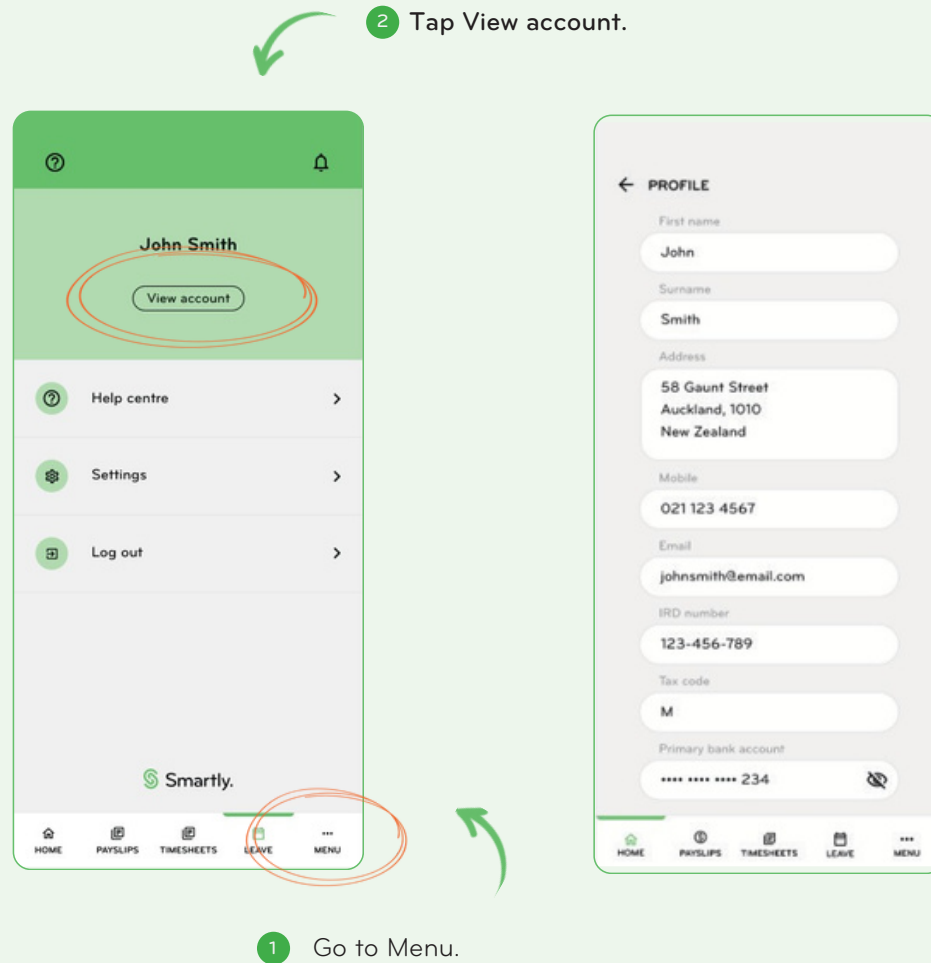 2 Tap View account.
John Smith
View account
Help centre
Settings
Log out
Smartly.
HOME PAYSLIPS TIMESHEETS LEAVE MENU
1 Go to Menu.
PROFILE
First name
John
Surname
Smith
Address
58 Gaunt Street
Auckland, 1010
New Zealand
Mobile
021 123 4567
Email
johnsmith@email.com
IRD number
123-456-789
Tax code
M
Primary bank account
•••• •••• •••• 234
HOME PAYSLIPS TIMESHEETS LEAVE MENU